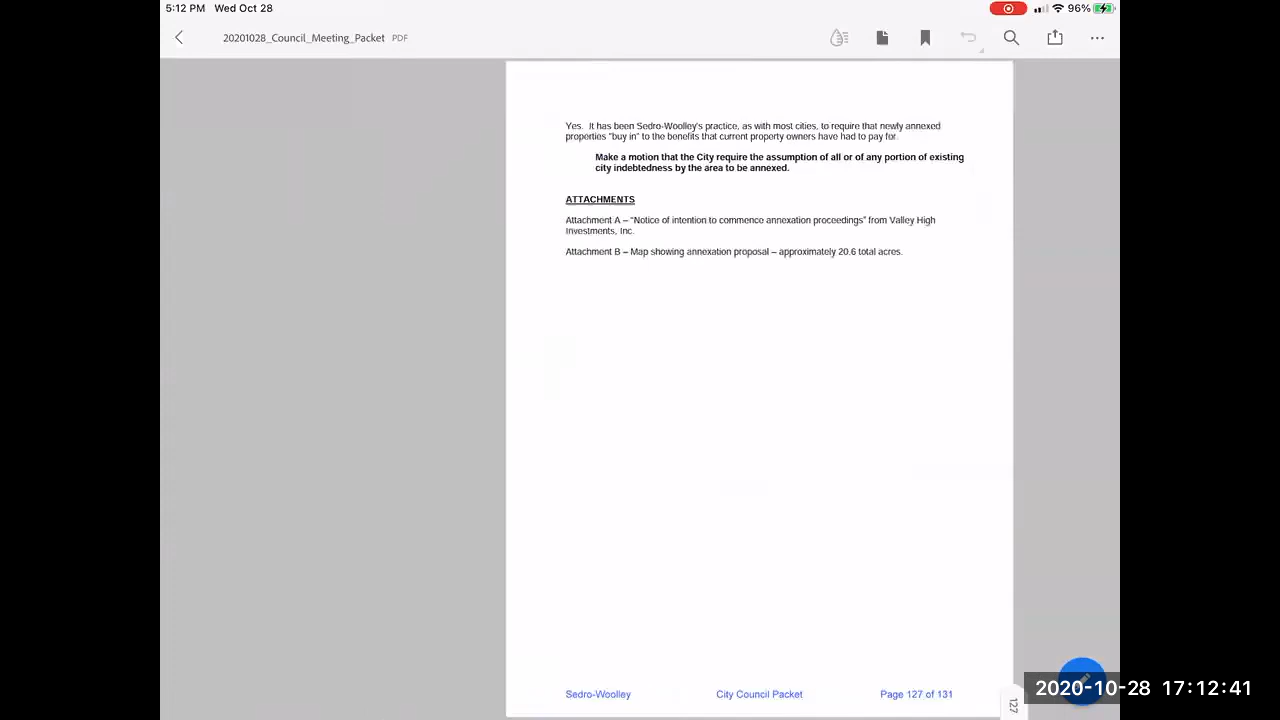 5:12 PM Wed Oct 28
96%
20201028_Council_Meeting_Packet PDF
Yes. It has been Sedro-Woolley's practice, as with most cities, to require that newly annexed
properties "buy in" to the benefits that current property owners have had to pay for.
Make a motion that the City require the assumption of all or of any portion of existing
city indebtedness by the area to be annexed.
ATTACHMENTS
Attachment A – "Notice of intention to commence annexation proceedings" from Valley High
Investments, Inc.
Attachment B – Map showing annexation proposal – approximately 20.6 total acres.
Sedro-Woolley City Council Packet Page 127 of 131
127
2020-10-28 17:12:41